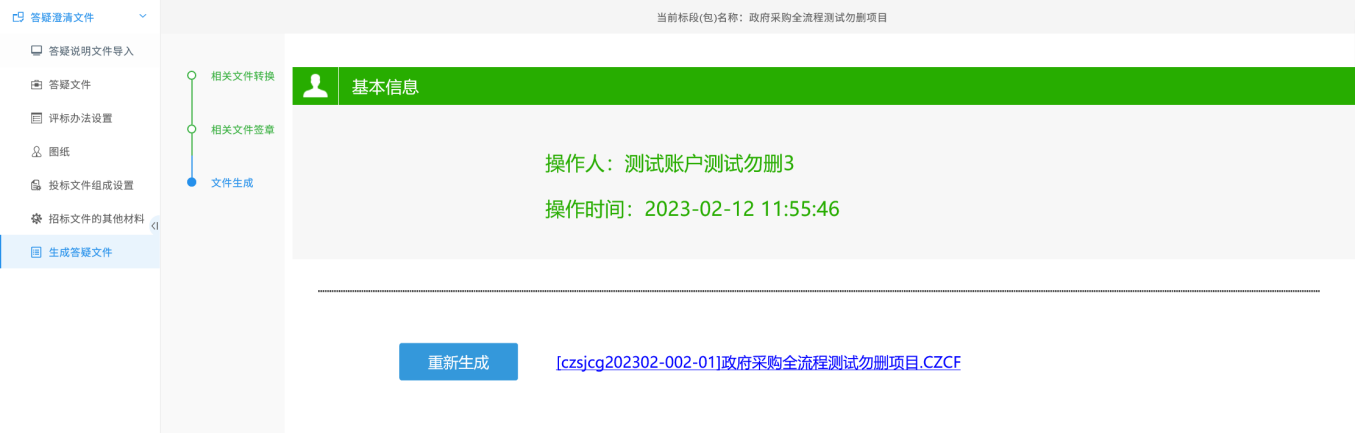 答疑澄清文件
答疑说明文件导入
答疑文件
评标办法设置
图纸
投标文件组成设置
招标文件的其他材料
生成答疑文件
当前标段(包)名称：政府采购全流程测试勿删项目
相关文件转换
相关文件签章
文件生成
基本信息
操作人：测试账户测试勿删3
操作时间：2023-02-12 11:55:46
重新生成
[czsjcg202302-002-01]政府采购全流程测试勿删项目.CZCF